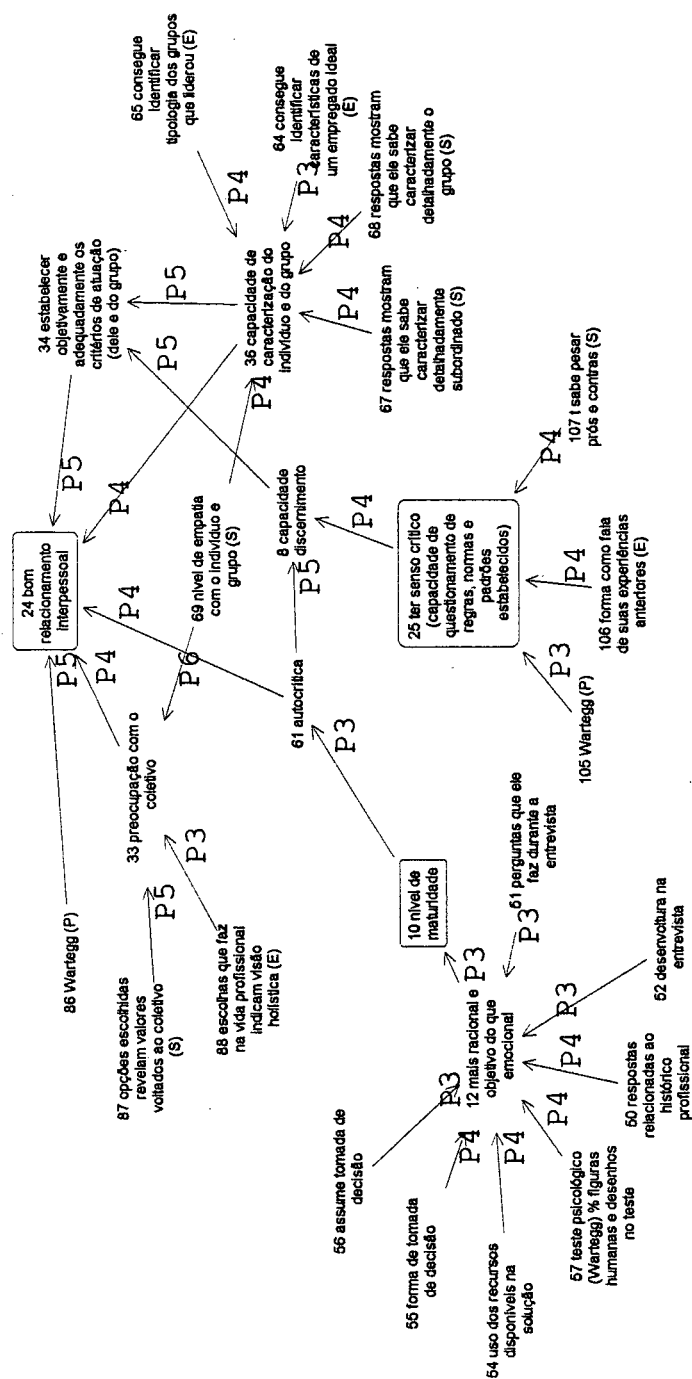 65 consegue
identificar
tipologia dos grupos
que liderou (E)
P4
64 consegue
identificar
características de
um empregado ideal
(E)
P3
68 respostas mostram
que ele sabe
caracterizar
detalhadamente o
grupo (S)
P4
67 respostas mostram
que ele sabe
caracterizar
detalhadamente
subordinado (S)
P4
36 capacidade de
caracterização do
indivíduo e do grupo
P5
34 estabelecer
objetivamente e
adequadamente os
critérios de atuação
(dele e do grupo)
P5
P5
P4
P4
24 bom
relacionamento
interpessoal
P5
P4
P4
69 nível de empatia
com o indivíduo e
grupo (S)
P6
8 capacidade
discernimento
P5
P4
61 autocrítica
P3
25 ter senso crítico
(capacidade de
questionamento de
regras, normas e
padrões
estabelecidos)
P4
107 t sabe pesar
prós e contras (S)
P4
106 forma como fala
de suas experiências
anteriores (E)
P3
105 Wartegg (P)
86 Wartegg (P)
33 preocupação com o
coletivo
P5
87 opções escolhidas
revelam valores
voltados ao coletivo
(S)
P3
88 escolhas que faz
na vida profissional
indicam visão
holística (E)
10 nível de
maturidade
P3
12 mais racional e
objetivo do que
emocional
P3
56 assume tomada de
decisão
P4
55 forma de tomada
de decisão
P4
54 uso dos recursos
disponíveis na
solução
P4
57 teste psicológico
(Wartegg) % figuras
humanas e desenhos
no teste
P4
50 respostas
relacionadas ao
histórico
profissional
P3
52 desenvoltura na
entrevista
P3
51 perguntas que ele
faz durante a
entrevista